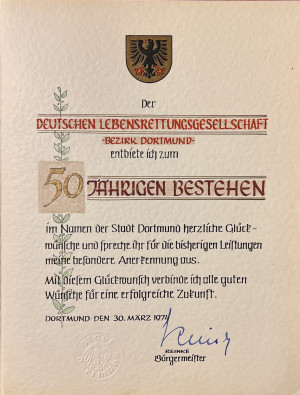 Der
DEUTSCHEN LEBENSRETTUNGSGESELLSCHAFT
-BEZIRK DORTMUND-
entbiete ich zum
50 JÄHRIGEN BESTEHEN
im Namen der Stadt Dortmund herzliche Glück-
wünsche und spreche ihr für die bisherigen Leistungen
meine besondere Anerkennung aus.
Mit diesem Glückwunsch verbinde ich alle guten
Wünsche für eine erfolgreiche Zukunft.
DORTMUND DEN 30. MÄRZ 1974
REINKE
Bürgermeister